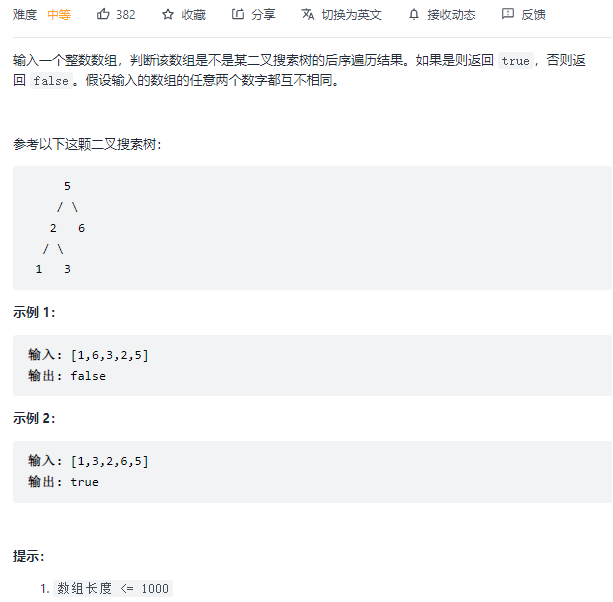 难度 中等 382 收藏 分享 切换为英文 接收动态 反馈
输入一个整数数组，判断该数组是不是某二叉搜索树的后序遍历结果。如果是则返回 true，否则返
回 false。假设输入的数组的任意两个数字都互不相同。
参考以下这颗二叉搜索树：
5
/ \
2 6
/ \
1 3
示例 1：
输入: [1,6,3,2,5]
输出: false
示例 2：
输入: [1,3,2,6,5]
输出: true
提示：
1. 数组长度 <= 1000